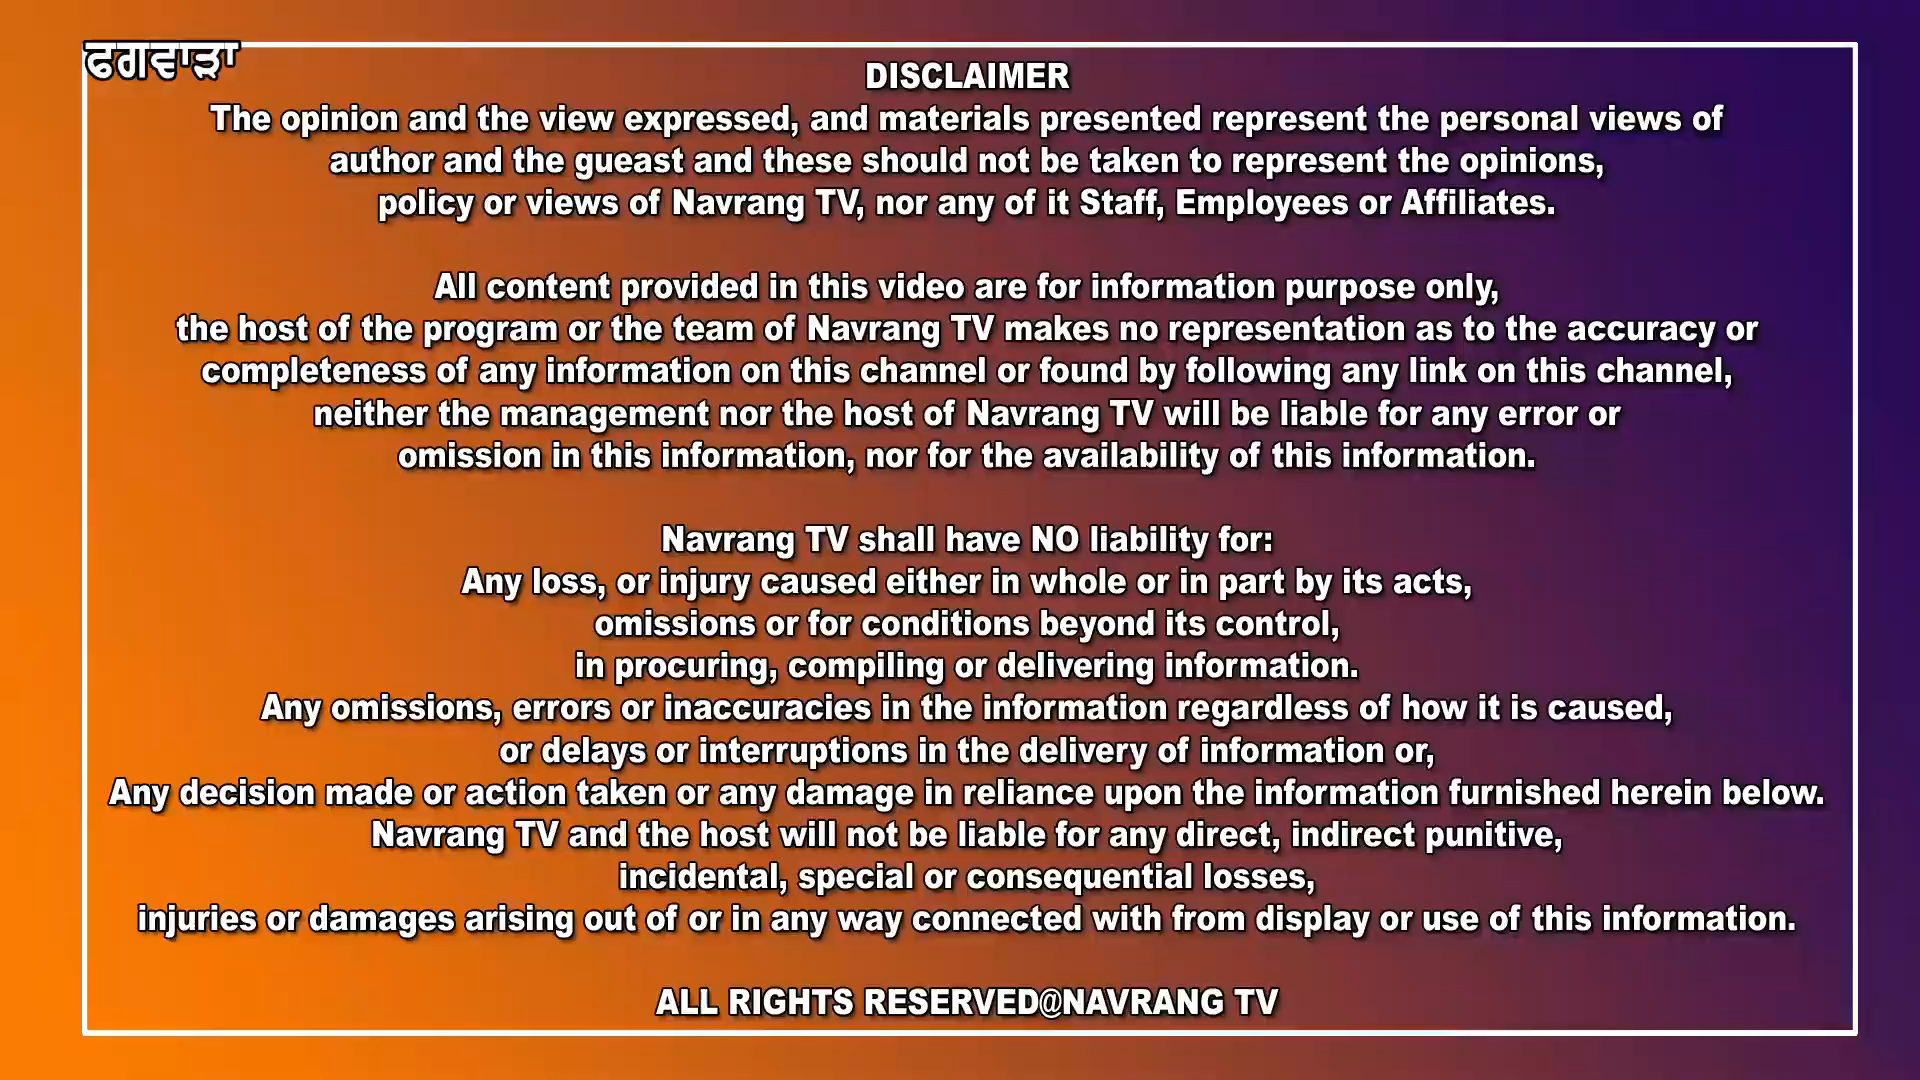 ਫਗਵਾੜਾ
DISCLAIMER
The opinion and the view expressed, and materials presented represent the personal views of
author and the gueast and these should not be taken to represent the opinions,
policy or views of Navrang TV, nor any of it Staff, Employees or Affiliates.
All content provided in this video are for information purpose only,
the host of the program or the team of Navrang TV makes no representation as to the accuracy or
completeness of any information on this channel or found by following any link on this channel,
neither the management nor the host of Navrang TV will be liable for any error or
omission in this information, nor for the availability of this information.
Navrang TV shall have NO liability for:
Any loss, or injury caused either in whole or in part by its acts,
omissions or for conditions beyond its control,
in procuring, compiling or delivering information.
Any omissions, errors or inaccuracies in the information regardless of how it is caused,
or delays or interruptions in the delivery of information or,
Any decision made or action taken or any damage in reliance upon the information furnished herein below.
Navrang TV and the host will not be liable for any direct, indirect punitive,
incidental, special or consequential losses,
injuries or damages arising out of or in any way connected with from display or use of this information.
ALL RIGHTS RESERVED@NAVRANG TV